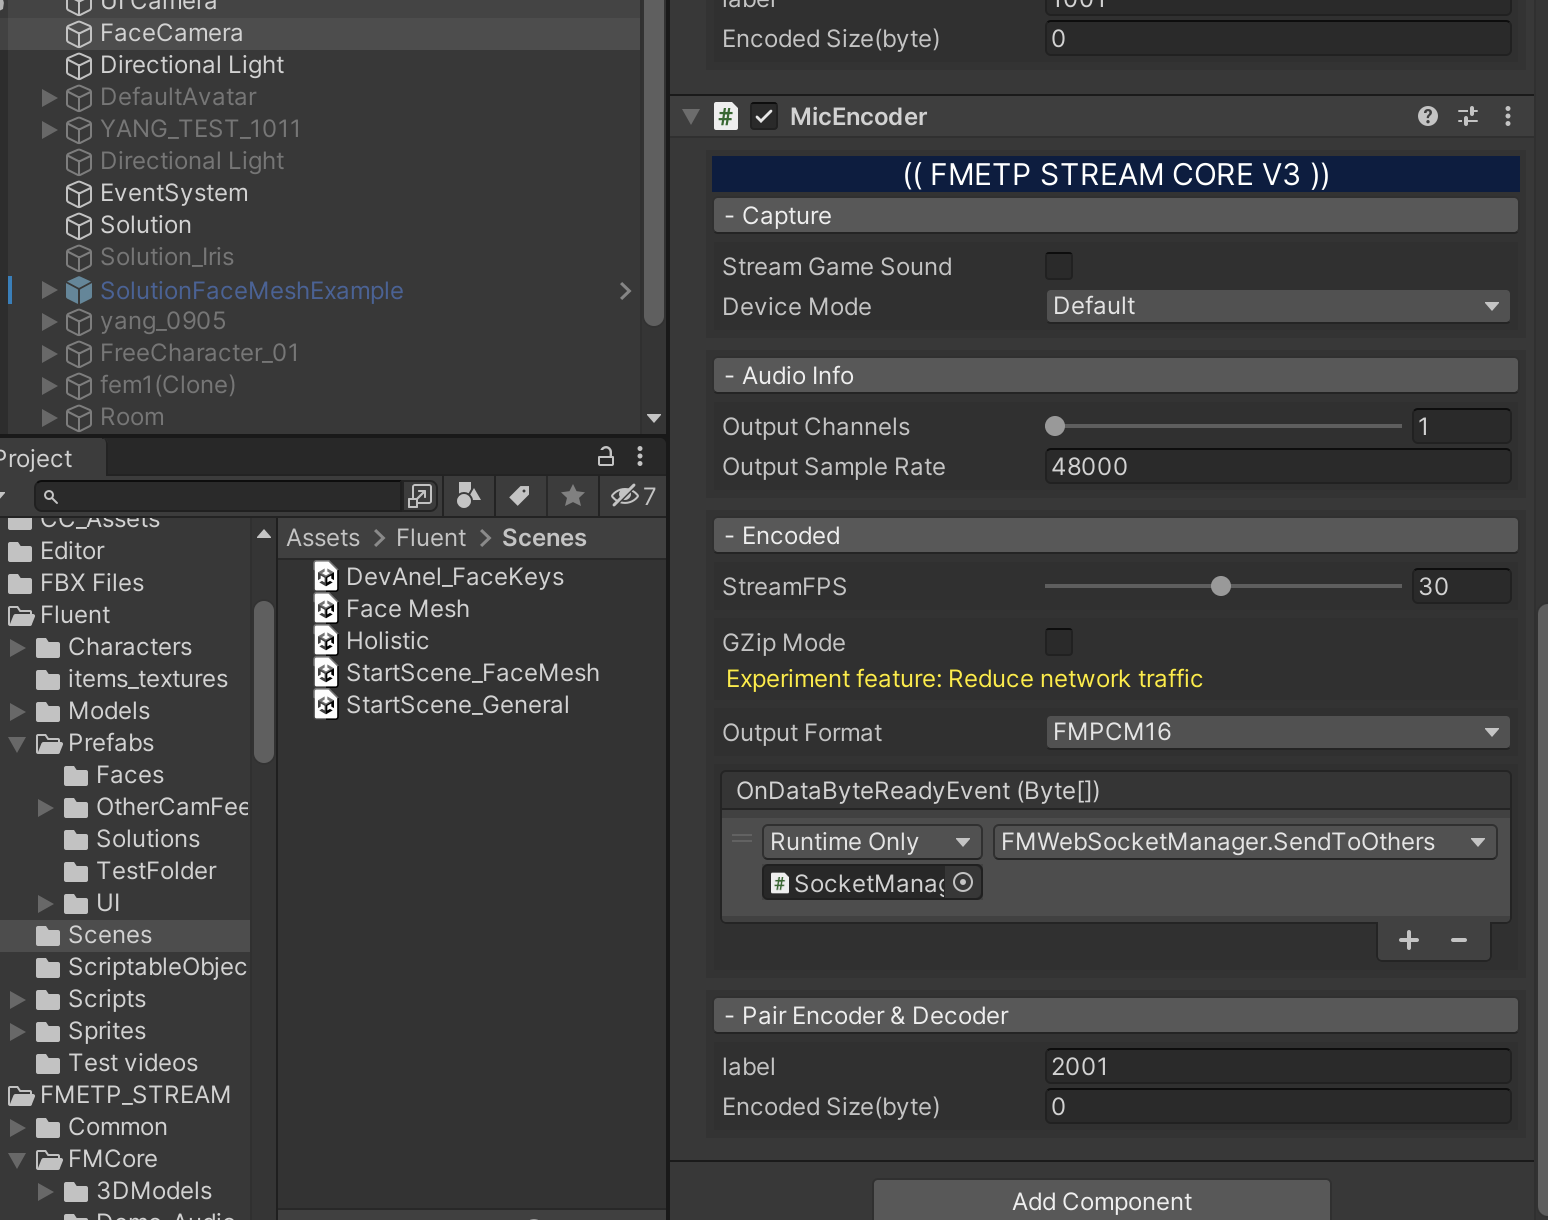 UI Camera
FaceCamera
Directional Light
DefaultAvatar
YANG_TEST_1011
Directional Light
EventSystem
Solution
Solution_Iris
SolutionFaceMeshExample
yang_0905
FreeCharacter_01
fem1(Clone)
Room
Project
7
CC_Assets
Editor
FBX Files
Fluent
Characters
items_textures
Models
Prefabs
Faces
OtherCamFee
Solutions
TestFolder
UI
Scenes
ScriptableObjec
Scripts
Sprites
Test videos
FMETP_STREAM
Common
FMCore
3DModels
Demo_Audio
Assets > Fluent > Scenes
DevAnel_FaceKeys
Face Mesh
Holistic
StartScene_FaceMesh
StartScene_General
label 1001
Encoded Size(byte) 0
# MicEncoder
(( FMETP STREAM CORE V3 ))
- Capture
Stream Game Sound
Device Mode Default
- Audio Info
Output Channels 1
Output Sample Rate 48000
- Encoded
StreamFPS 30
GZip Mode
Experiment feature: Reduce network traffic
Output Format FMPCM16
OnDataByteReadyEvent (Byte[])
Runtime Only FMWebSocketManager.SendToOthers
# SocketManag
+ -
- Pair Encoder & Decoder
label 2001
Encoded Size(byte) 0
Add Component